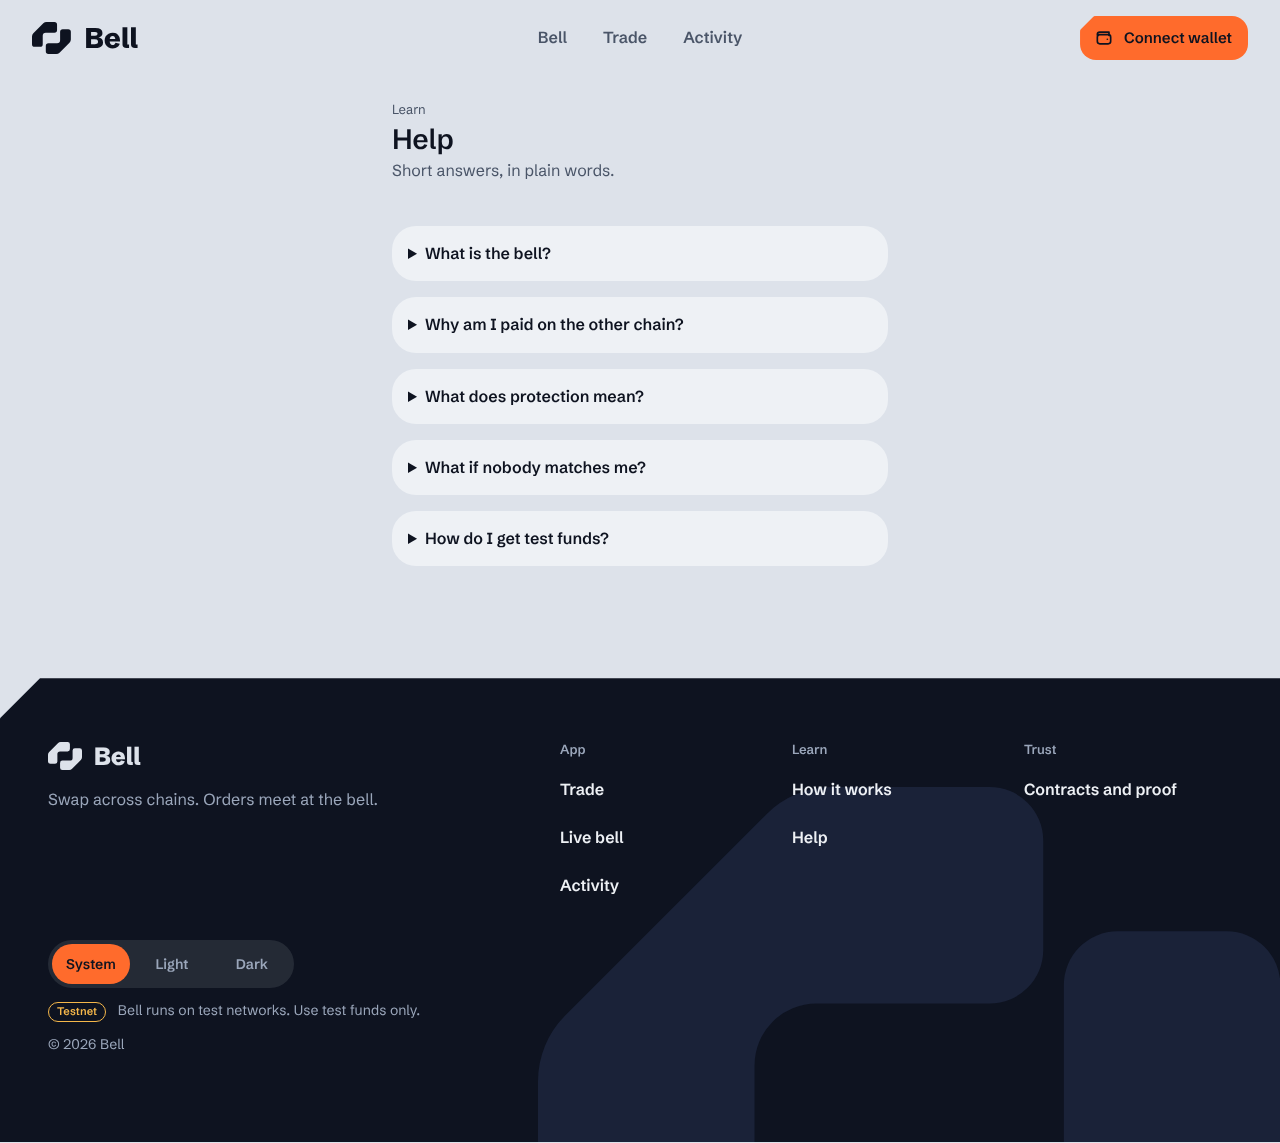 Bell
Bell
Trade
Activity
Connect wallet
Learn
Help
Short answers, in plain words.
What is the bell?
Why am I paid on the other chain?
What does protection mean?
What if nobody matches me?
How do I get test funds?
Bell
Swap across chains. Orders meet at the bell.
App
Trade
Live bell
Activity
Learn
How it works
Help
Trust
Contracts and proof
System
Light
Dark
Testnet
Bell runs on test networks. Use test funds only.
© 2026 Bell